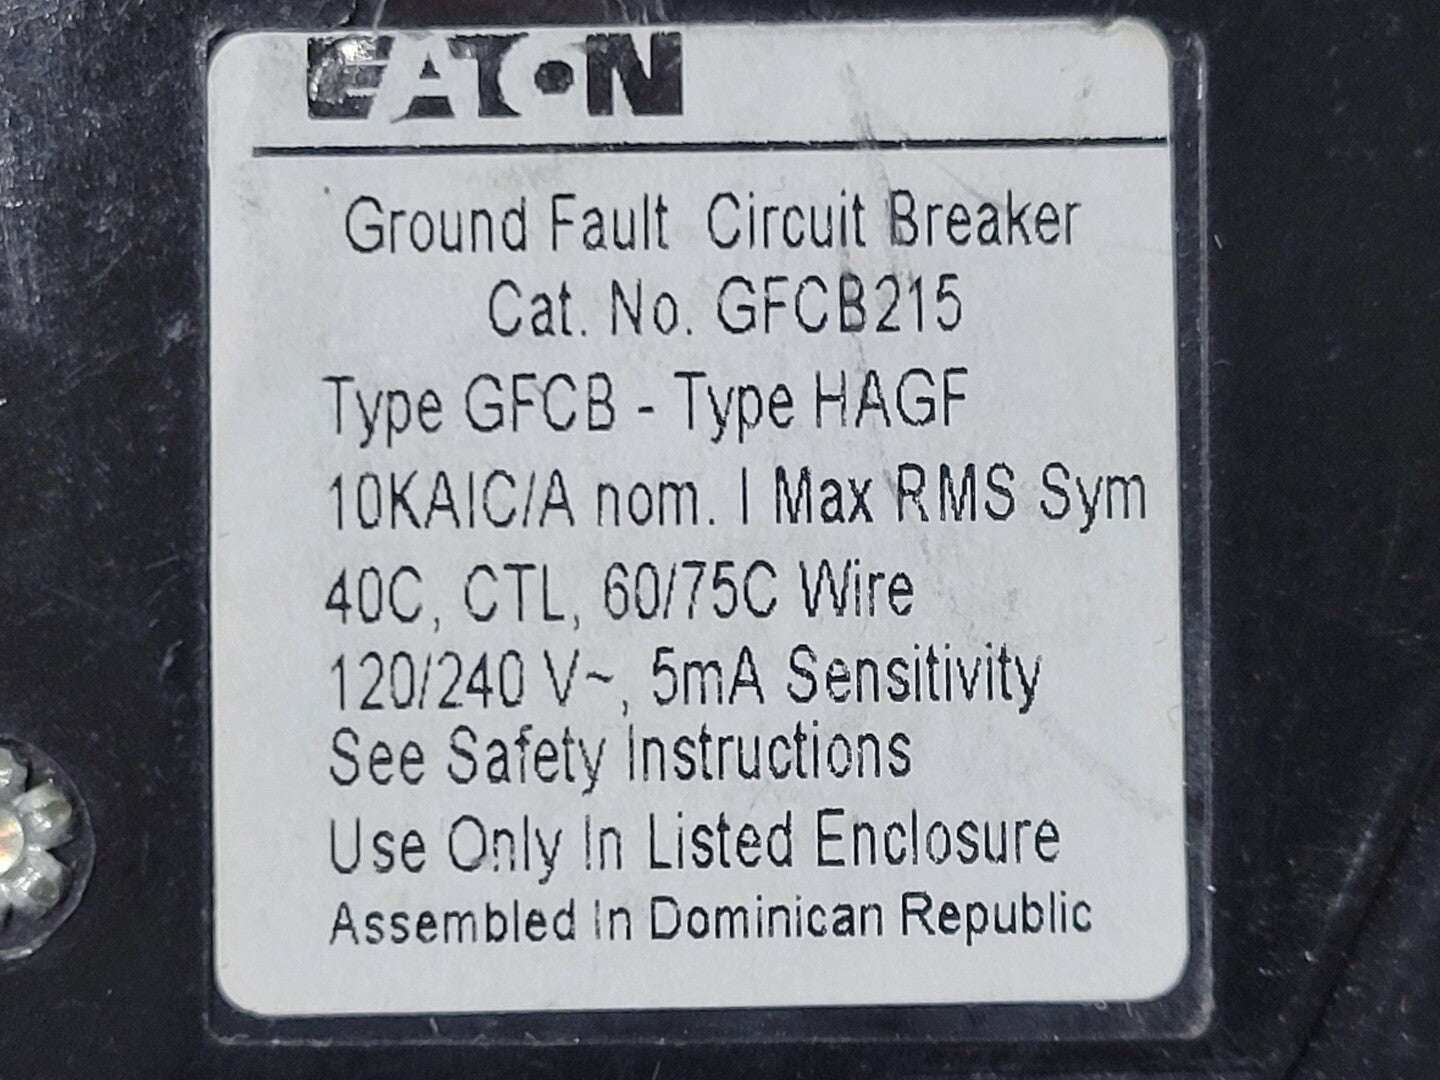 EATON
Ground Fault Circuit Breaker
Cat. No. GFCB215
Type GFCB - Type HAGF
10KAIC/A nom. I Max RMS Sym
40C, CTL, 60/75C Wire
120/240 V~, 5mA Sensitivity
See Safety Instructions
Use Only In Listed Enclosure
Assembled In Dominican Republic